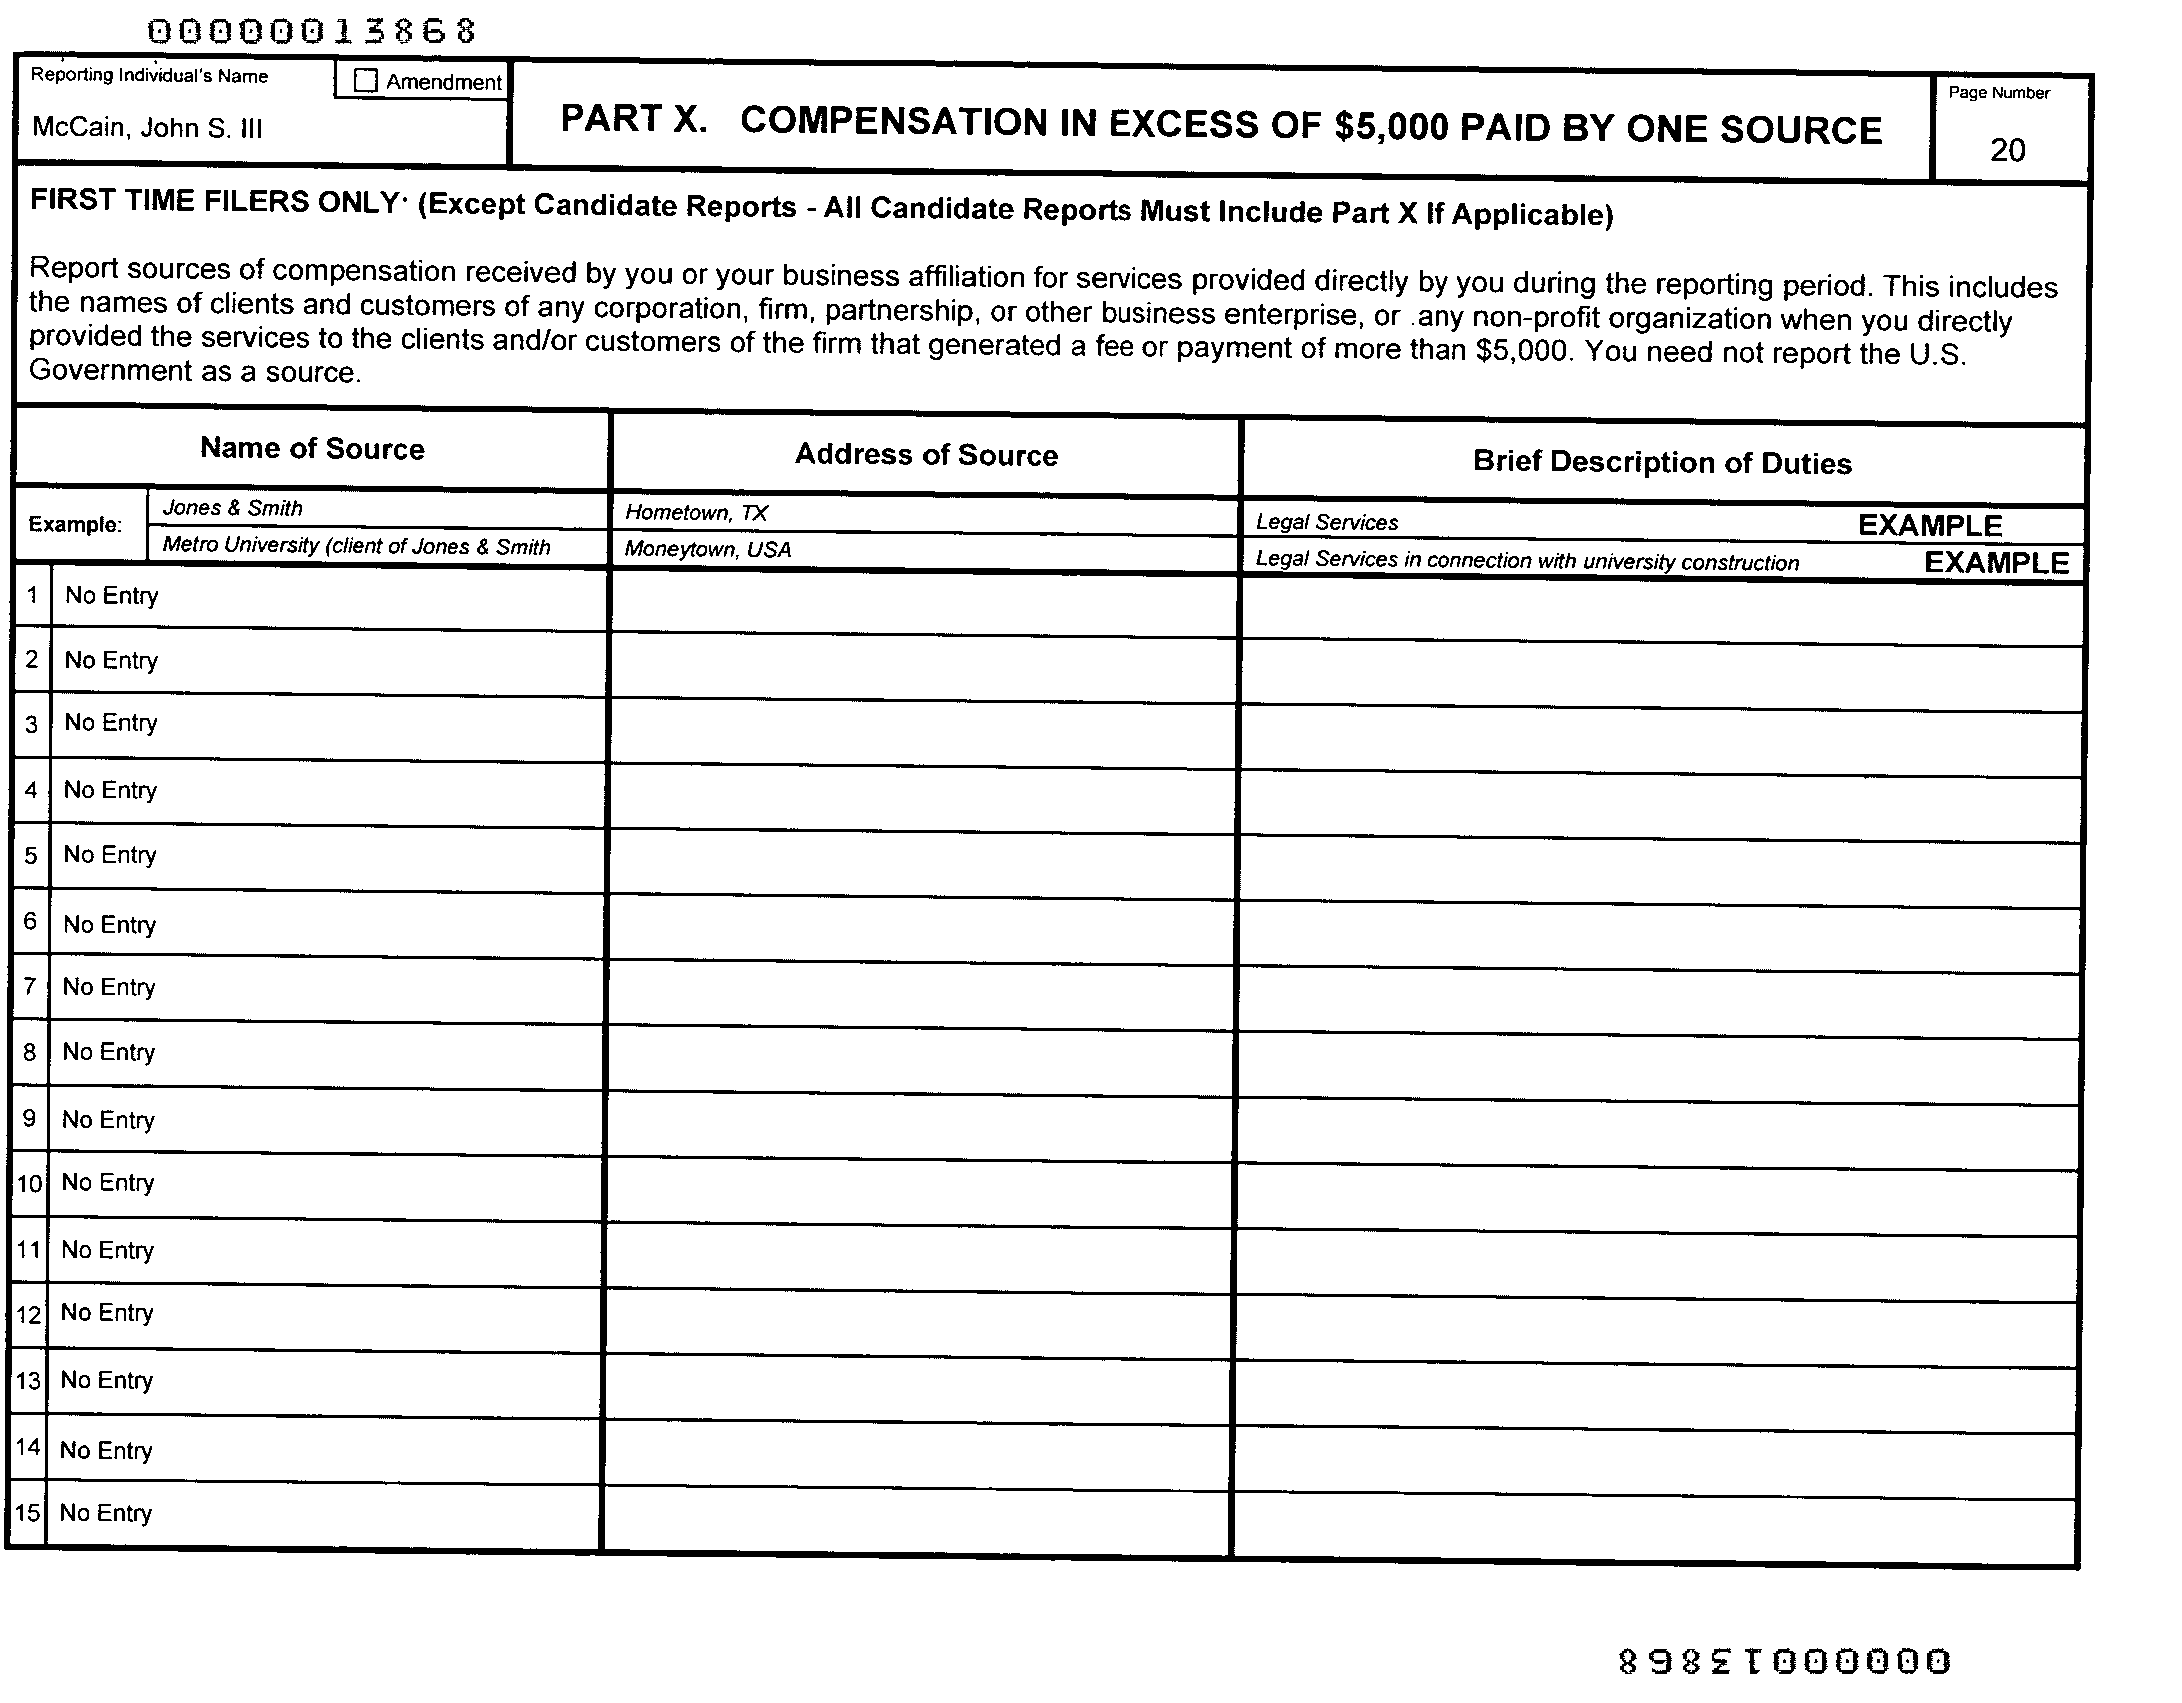 00000013868
Reporting Individual's Name
Amendment
McCain, John S. III
PART X. COMPENSATION IN EXCESS OF $5,000 PAID BY ONE SOURCE
Page Number
20
FIRST TIME FILERS ONLY· (Except Candidate Reports - All Candidate Reports Must Include Part X If Applicable)
Report sources of compensation received by you or your business affiliation for services provided directly by you during the reporting period. This includes
the names of clients and customers of any corporation, firm, partnership, or other business enterprise, or .any non-profit organization when you directly
provided the services to the clients and/or customers of the firm that generated a fee or payment of more than $5,000. You need not report the U.S.
Government as a source.
Name of Source Address of Source Brief Description of Duties
Example:
Jones & Smith Hometown, TX Legal Services EXAMPLE
Metro University (client of Jones & Smith Moneytown, USA Legal Services in connection with university construction EXAMPLE
1 No Entry
2 No Entry
3 No Entry
4 No Entry
5 No Entry
6 No Entry
7 No Entry
8 No Entry
9 No Entry
10 No Entry
11 No Entry
12 No Entry
13 No Entry
14 No Entry
15 No Entry
00000013868